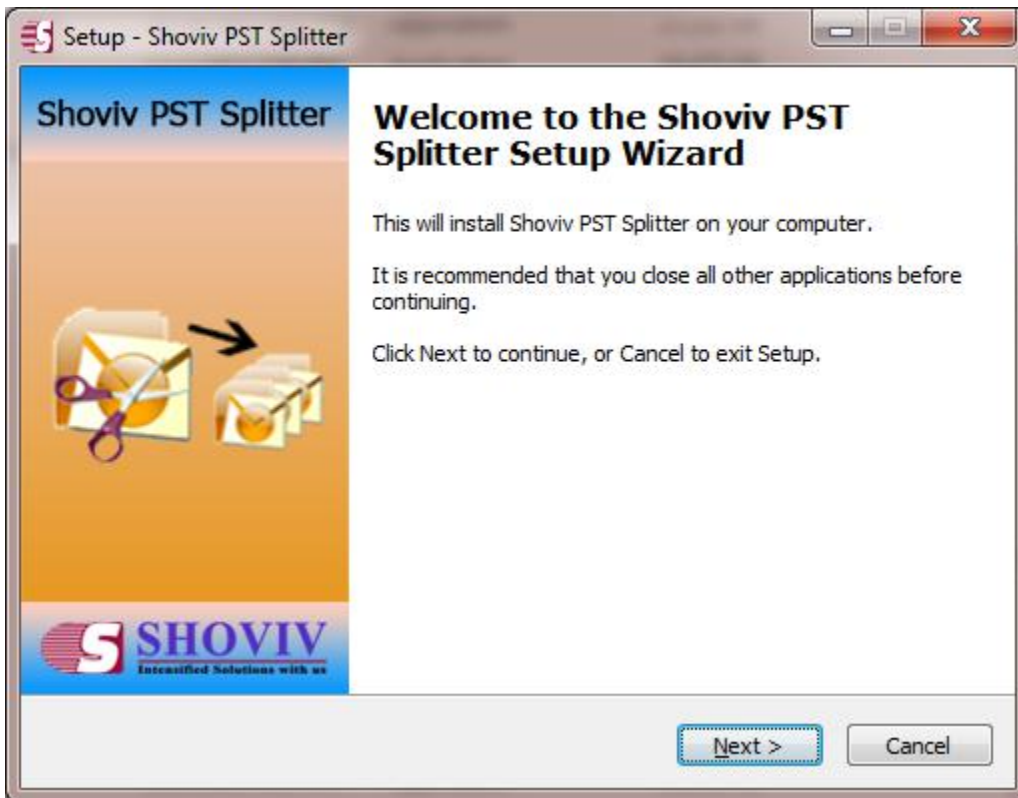 Setup - Shoviv PST Splitter
Shoviv PST Splitter
Welcome to the Shoviv PST
Splitter Setup Wizard
This will install Shoviv PST Splitter on your computer.
It is recommended that you close all other applications before
continuing.
Click Next to continue, or Cancel to exit Setup.
SHOVIV
Intensified Solutions with us
Next >
Cancel